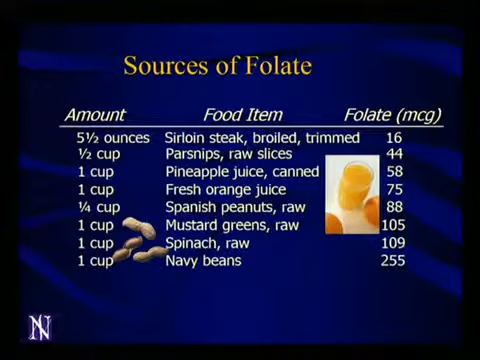 Sources of Folate
Amount Food Item Folate (mcg)
5½ ounces Sirloin steak, broiled, trimmed 16
½ cup Parsnips, raw slices 44
1 cup Pineapple juice, canned 58
1 cup Fresh orange juice 75
¼ cup Spanish peanuts, raw 88
1 cup Mustard greens, raw 105
1 cup Spinach, raw 109
1 cup Navy beans 255
N